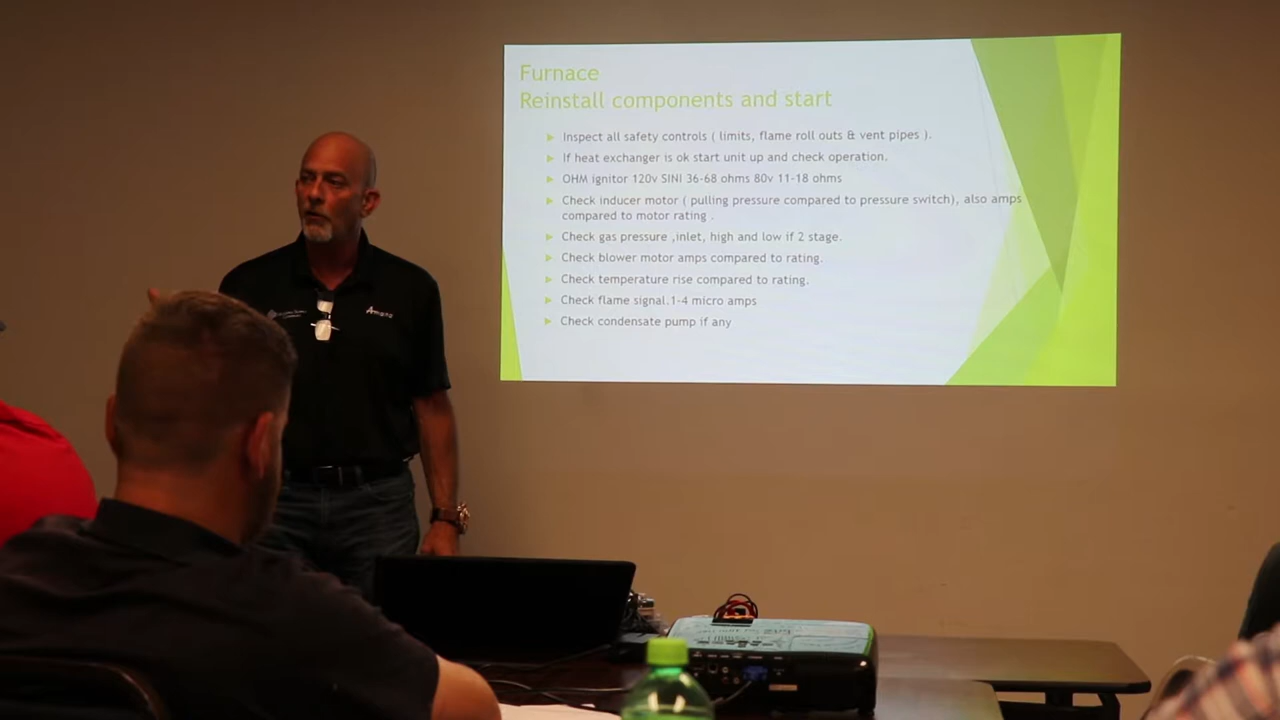 Furnace
Reinstall components and start
Inspect all safety controls ( limits, flame roll outs & vent pipes ).
If heat exchanger is ok start unit up and check operation.
OHM ignitor 120v SINI 36-68 ohms 80v 11-18 ohms
Check inducer motor ( pulling pressure compared to pressure switch), also amps
compared to motor rating .
Check gas pressure ,inlet, high and low if 2 stage.
Check blower motor amps compared to rating.
Check temperature rise compared to rating.
Check flame signal.1-4 micro amps
Check condensate pump if any
Amana